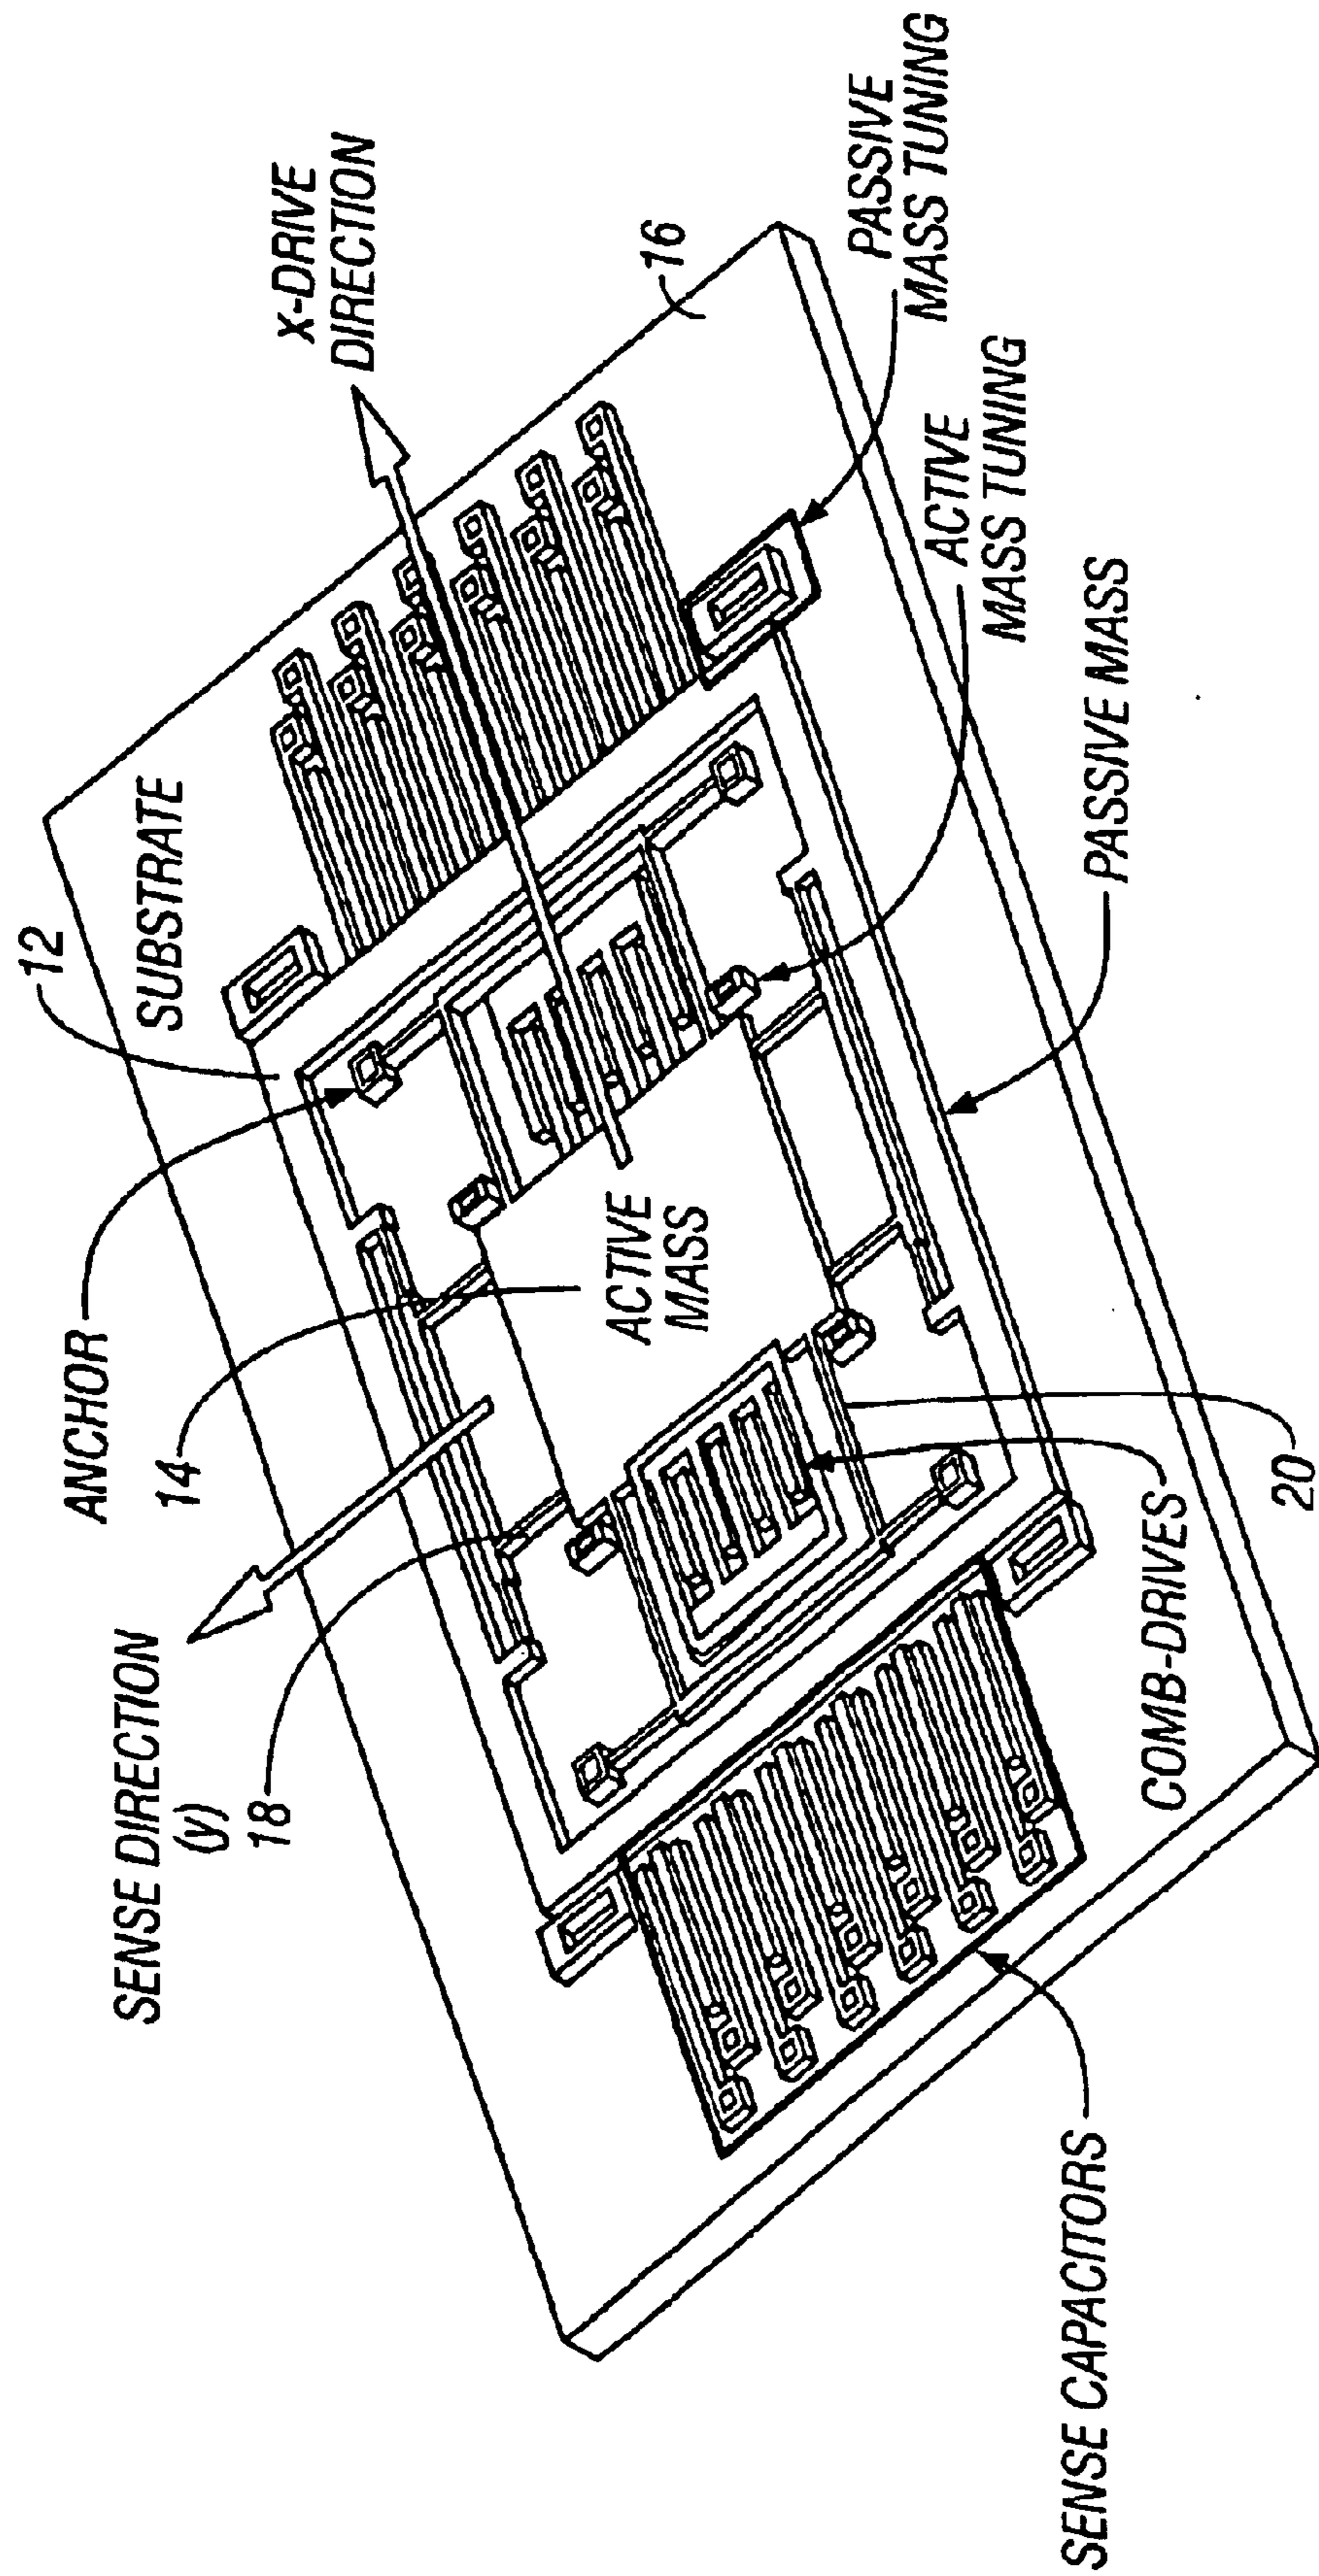 SENSE DIRECTION
(y)
18
14
ANCHOR
12
SUBSTRATE
X-DRIVE
DIRECTION
16
PASSIVE
MASS TUNING
ACTIVE
MASS TUNING
PASSIVE MASS
ACTIVE
MASS
20
COMB-DRIVES
SENSE CAPACITORS